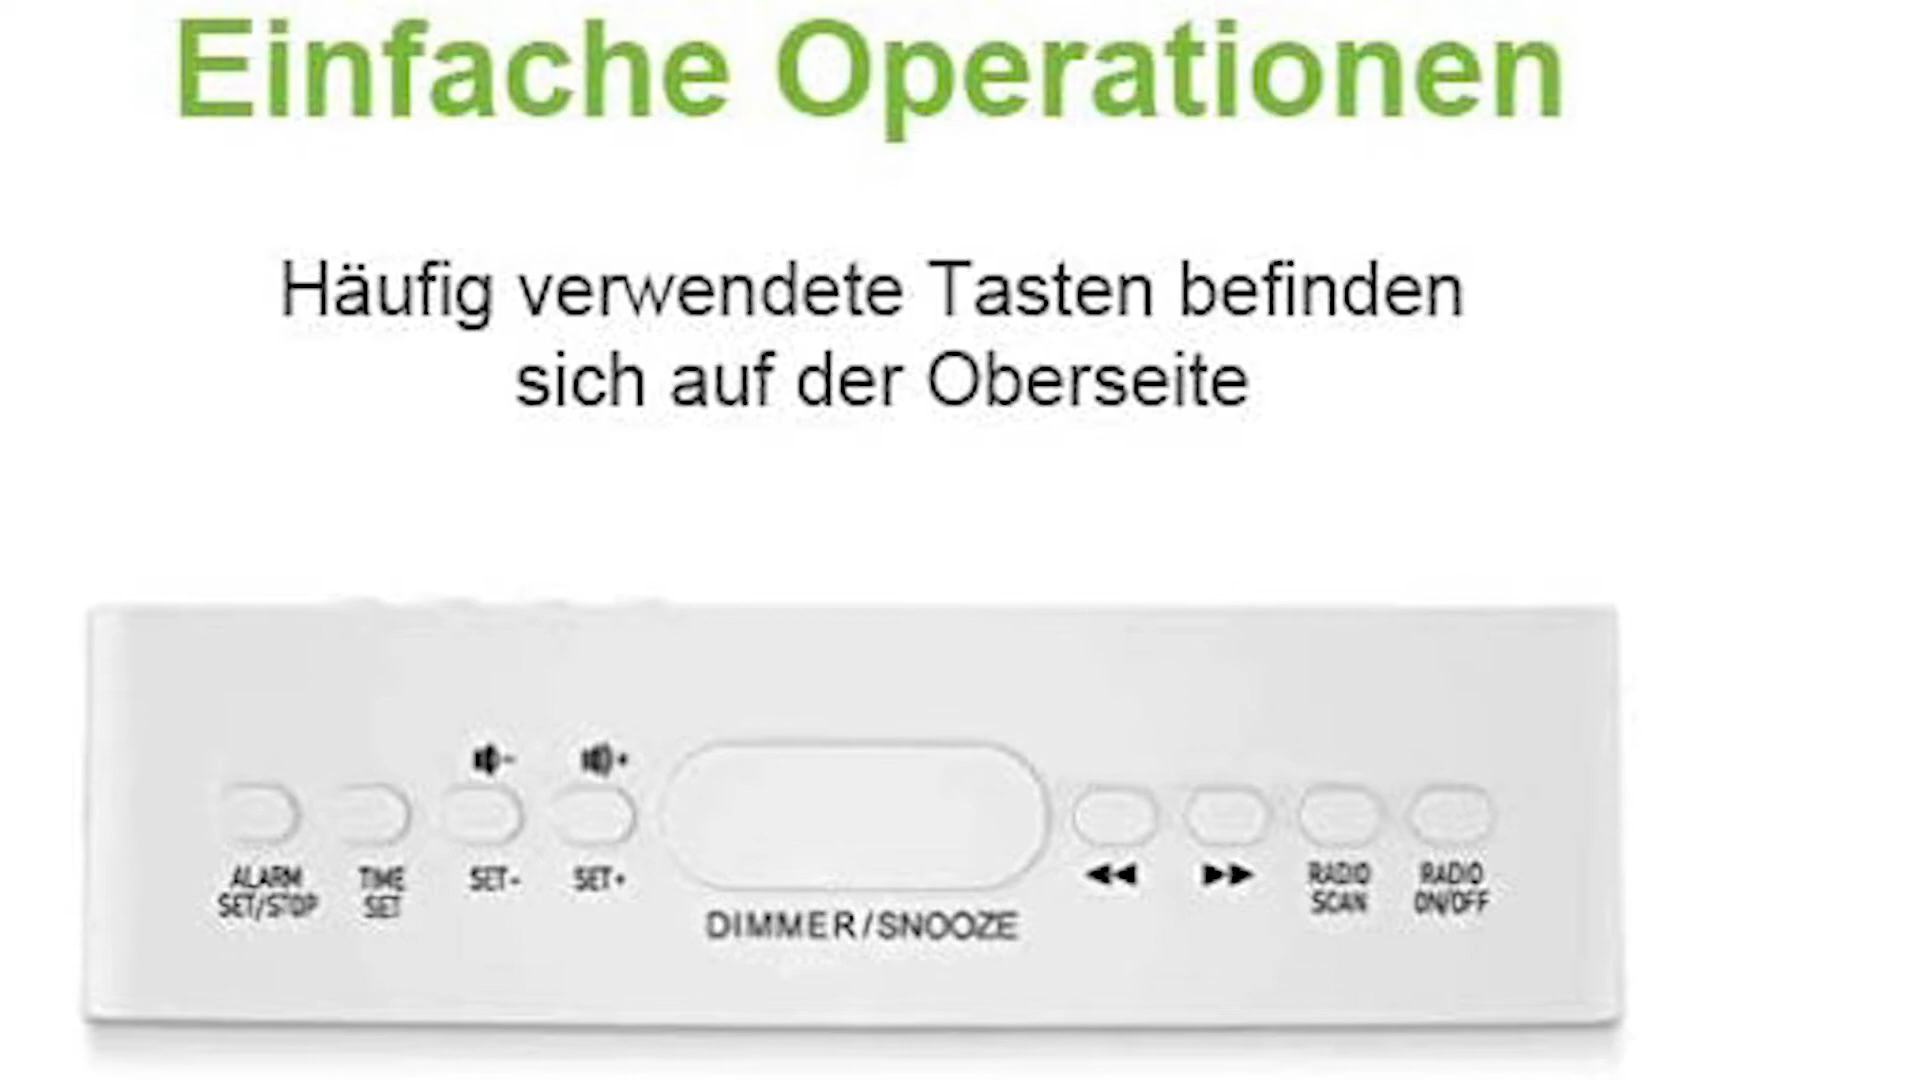 Einfache Operationen
Häufig verwendete Tasten befinden
sich auf der Oberseite
ALARM
SET/STOP
TIME
SET
SET-
SET+
DIMMER/SNOOZE
RADIO
SCAN
RADIO
ON/OFF